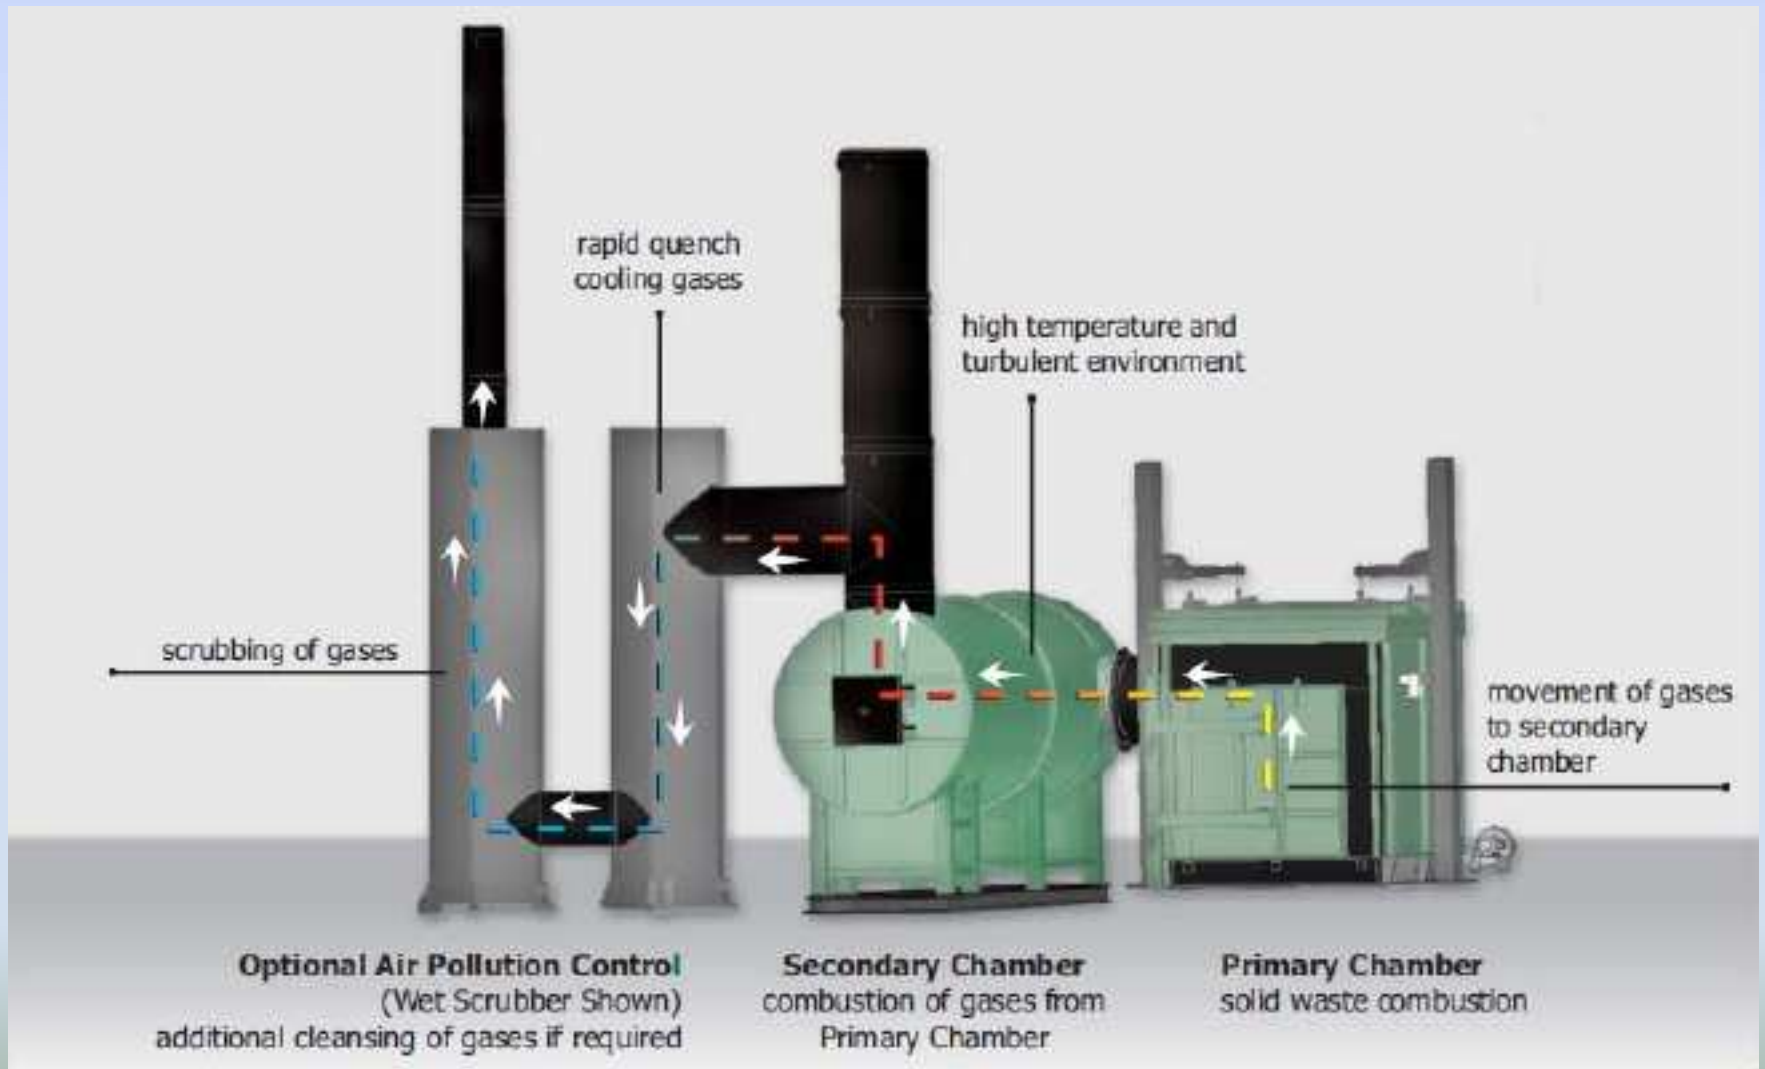 rapid quench
cooling gases
high temperature and
turbulent environment
scrubbing of gases
movement of gases
to secondary
chamber
Optional Air Pollution Control
(Wet Scrubber Shown)
additional cleansing of gases if required
Secondary Chamber
combustion of gases from
Primary Chamber
Primary Chamber
solid waste combustion